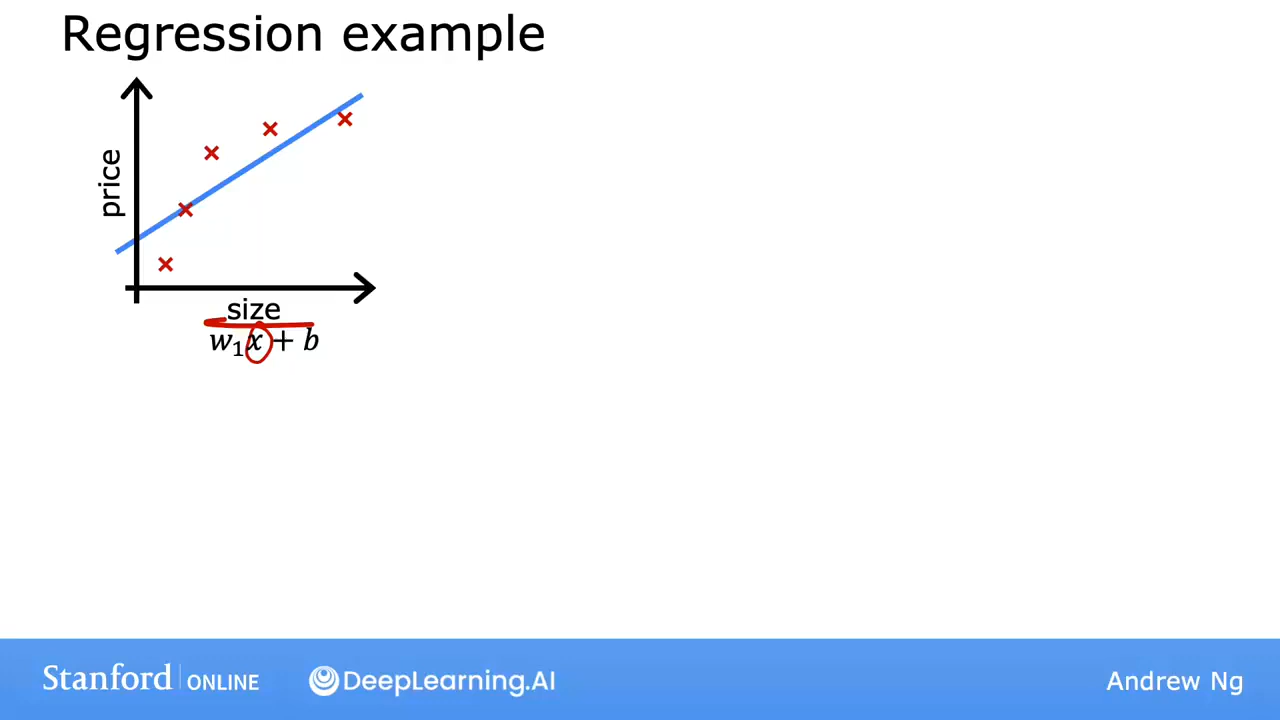 Regression example
price
size
w₁x + b
Stanford | ONLINE
DeepLearning.AI
Andrew Ng